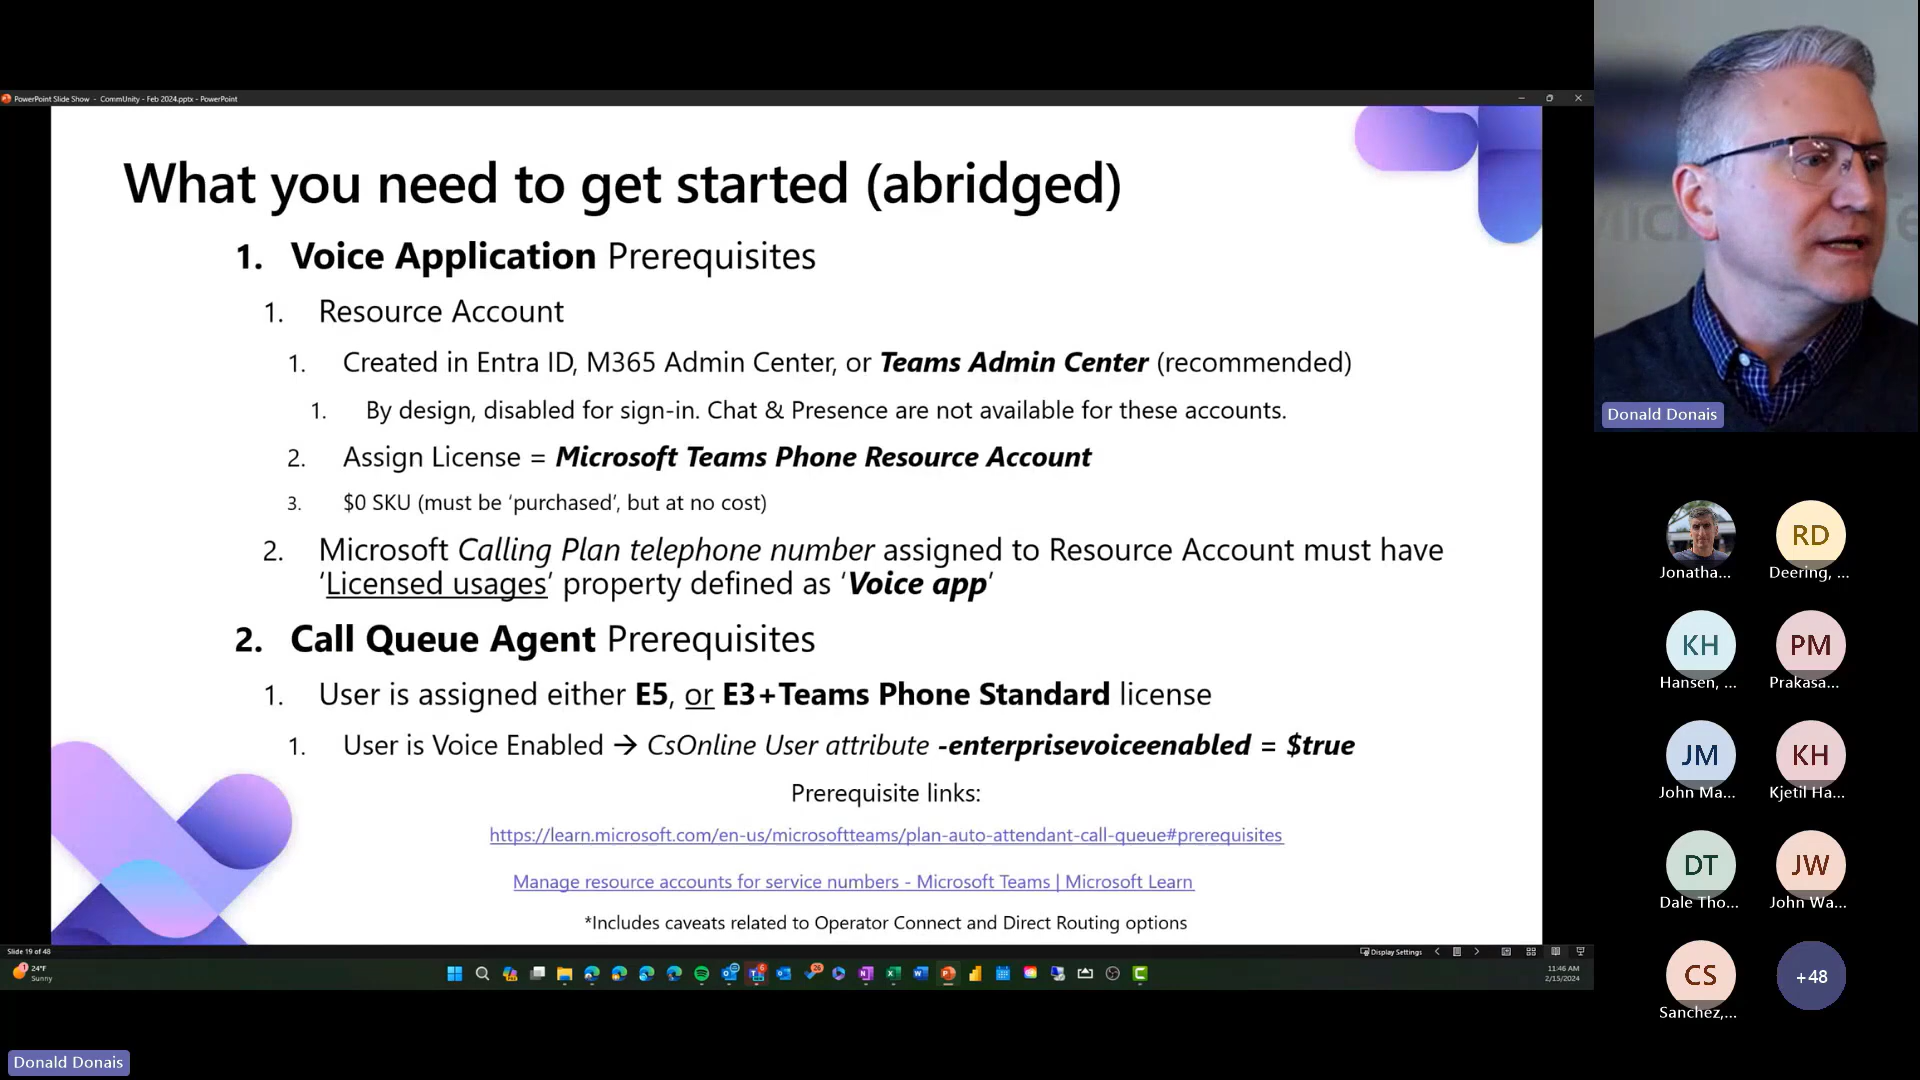 PowerPoint Slide Show - CommUnity - Feb 2024.pptx - PowerPoint
What you need to get started (abridged)
1. Voice Application Prerequisites
1. Resource Account
1. Created in Entra ID, M365 Admin Center, or Teams Admin Center (recommended)
1. By design, disabled for sign-in. Chat & Presence are not available for these accounts.
2. Assign License = Microsoft Teams Phone Resource Account
3. $0 SKU (must be ‘purchased’, but at no cost)
2. Microsoft Calling Plan telephone number assigned to Resource Account must have
‘Licensed usages’ property defined as ‘Voice app’
2. Call Queue Agent Prerequisites
1. User is assigned either E5, or E3+Teams Phone Standard license
1. User is Voice Enabled → CsOnline User attribute -enterprisevoiceenabled = $true
Prerequisite links:
https://learn.microsoft.com/en-us/microsoftteams/plan-auto-attendant-call-queue#prerequisites
Manage resource accounts for service numbers - Microsoft Teams | Microsoft Learn
*Includes caveats related to Operator Connect and Direct Routing options
Slide 19 of 48
Display Settings
24°F
Sunny
11:46 AM
2/15/2024
Donald Donais
Jonatha...
RD
Deering, ...
KH
Hansen, ...
PM
Prakasa...
JM
John Ma...
KH
Kjetil Ha...
DT
Dale Tho...
JW
John Wa...
CS
Sanchez,...
+48
Donald Donais